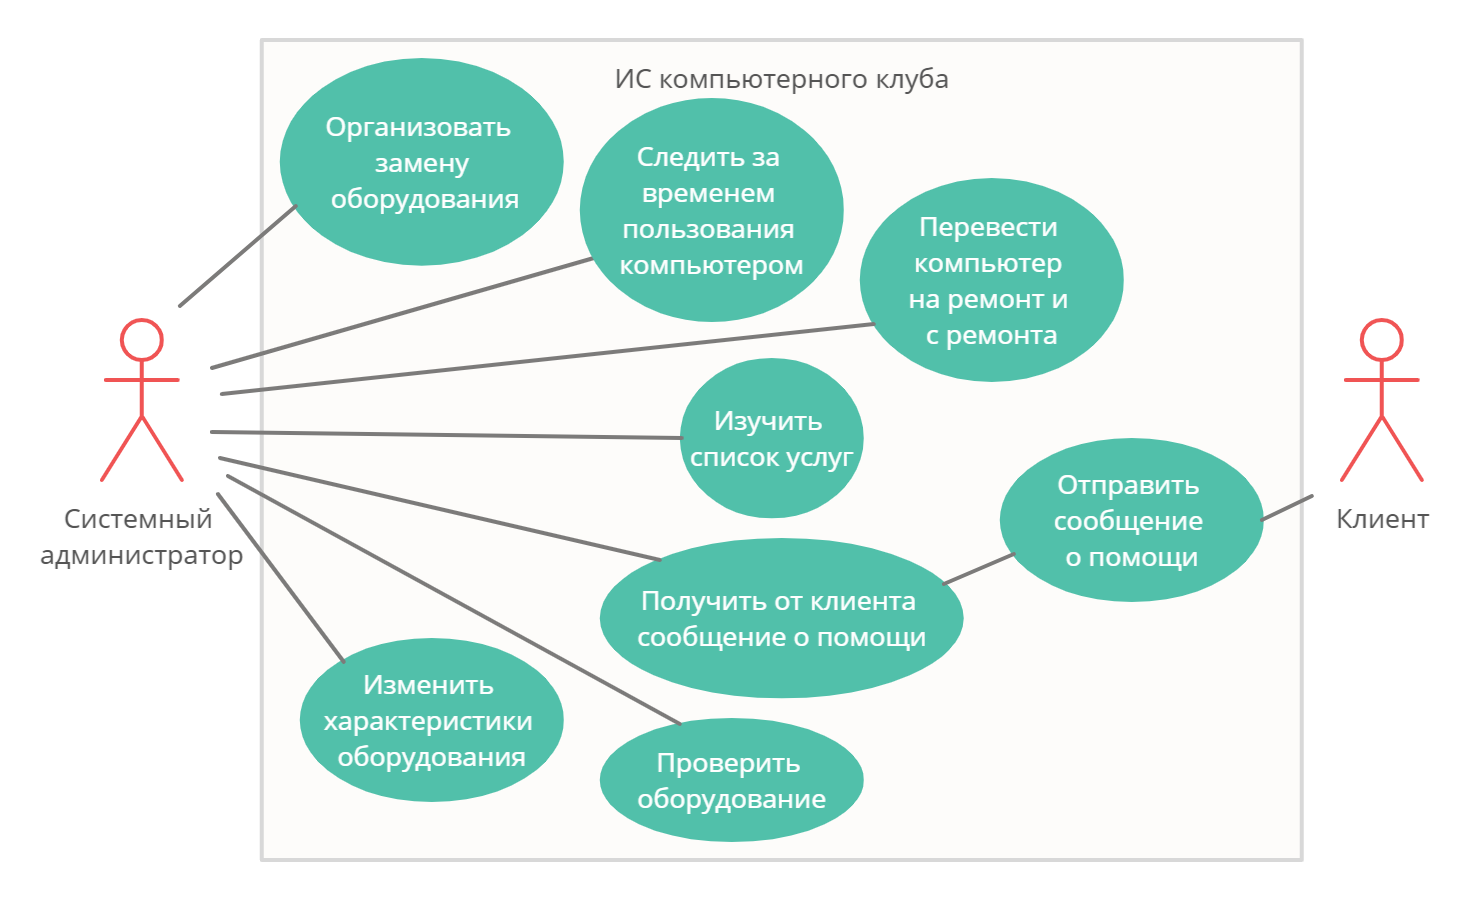 ИС компьютерного клуба
Организовать
замену
оборудования
Следить за
временем
пользования
компьютером
Перевести
компьютер
на ремонт и
с ремонта
Изучить
список услуг
Отправить
сообщение
о помощи
Системный
администратор
Клиент
Получить от клиента
сообщение о помощи
Изменить
характеристики
оборудования
Проверить
оборудование